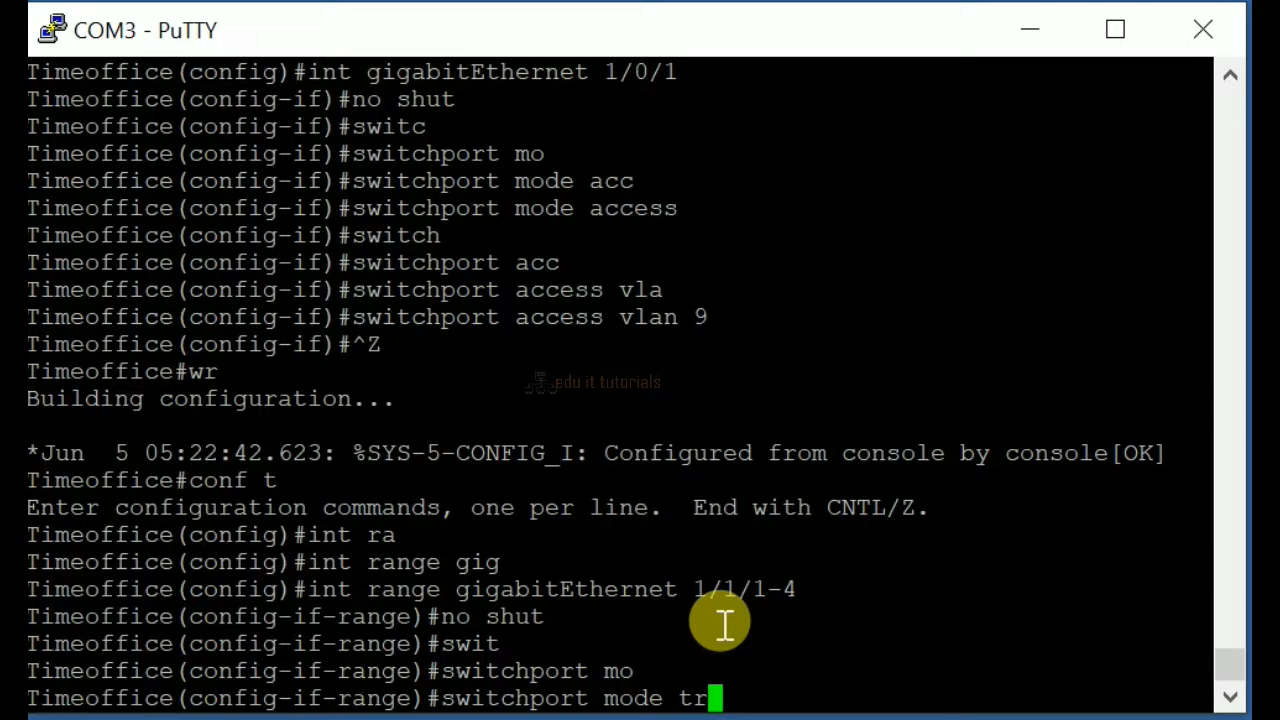 COM3 - PuTTY
Timeoffice(config)#int gigabitEthernet 1/0/1
Timeoffice(config-if)#no shut
Timeoffice(config-if)#switc
Timeoffice(config-if)#switchport mo
Timeoffice(config-if)#switchport mode acc
Timeoffice(config-if)#switchport mode access
Timeoffice(config-if)#switch
Timeoffice(config-if)#switchport acc
Timeoffice(config-if)#switchport access vla
Timeoffice(config-if)#switchport access vlan 9
Timeoffice(config-if)#^Z
Timeoffice#wr
edu it tutorials
Building configuration...
*Jun  5 05:22:42.623: %SYS-5-CONFIG_I: Configured from console by console[OK]
Timeoffice#conf t
Enter configuration commands, one per line.  End with CNTL/Z.
Timeoffice(config)#int ra
Timeoffice(config)#int range gig
Timeoffice(config)#int range gigabitEthernet 1/1/1-4
Timeoffice(config-if-range)#no shut
Timeoffice(config-if-range)#swit
Timeoffice(config-if-range)#switchport mo
Timeoffice(config-if-range)#switchport mode tr